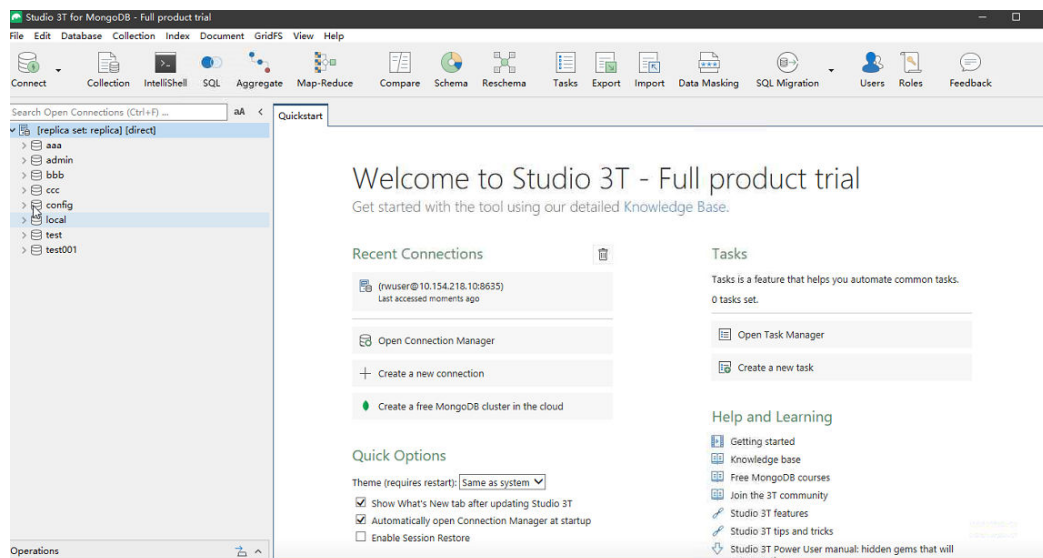 Studio 3T for MongoDB - Full product trial
File Edit Database Collection Index Document GridFS View Help
Connect Collection IntelliShell SQL Aggregate Map-Reduce Compare Schema Reschema Tasks Export Import Data Masking SQL Migration Users Roles Feedback
Search Open Connections (Ctrl+F) ... aA
Quickstart
[replica set: replica] [direct]
aaa
admin
bbb
ccc
config
local
test
test001
Operations
Welcome to Studio 3T - Full product trial
Get started with the tool using our detailed Knowledge Base.
Recent Connections
(rwuser@10.154.218.10:8635)
Last accessed moments ago
Open Connection Manager
Create a new connection
Create a free MongoDB cluster in the cloud
Quick Options
Theme (requires restart): Same as system
Show What's New tab after updating Studio 3T
Automatically open Connection Manager at startup
Enable Session Restore
Tasks
Tasks is a feature that helps you automate common tasks.
0 tasks set.
Open Task Manager
Create a new task
Help and Learning
Getting started
Knowledge base
Free MongoDB courses
Join the 3T community
Studio 3T features
Studio 3T tips and tricks
Studio 3T Power User manual: hidden gems that will